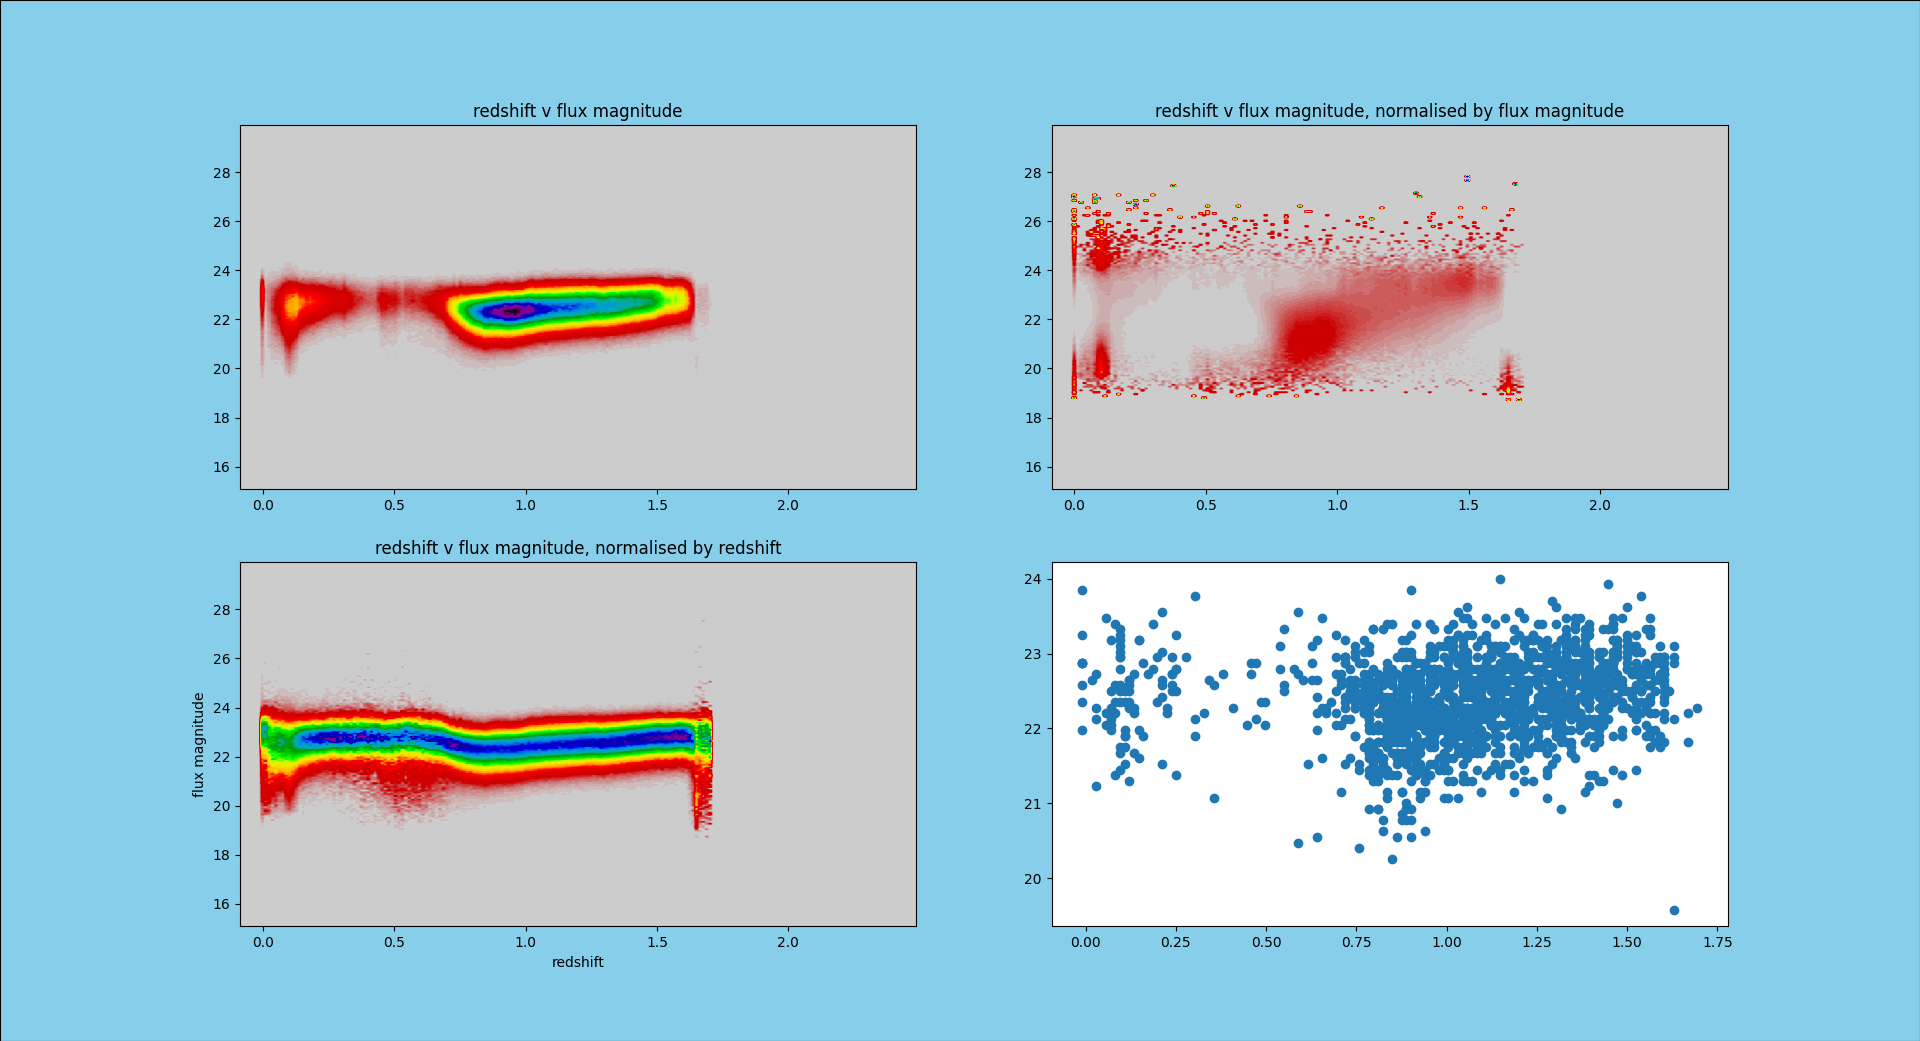 redshift v flux magnitude
28
26
24
22
20
18
16
0.0 0.5 1.0 1.5 2.0
redshift v flux magnitude, normalised by flux magnitude
28
26
24
22
20
18
16
0.0 0.5 1.0 1.5 2.0
redshift v flux magnitude, normalised by redshift
flux magnitude
28
26
24
22
20
18
16
0.0 0.5 1.0 1.5 2.0
redshift
24
23
22
21
20
0.00 0.25 0.50 0.75 1.00 1.25 1.50 1.75